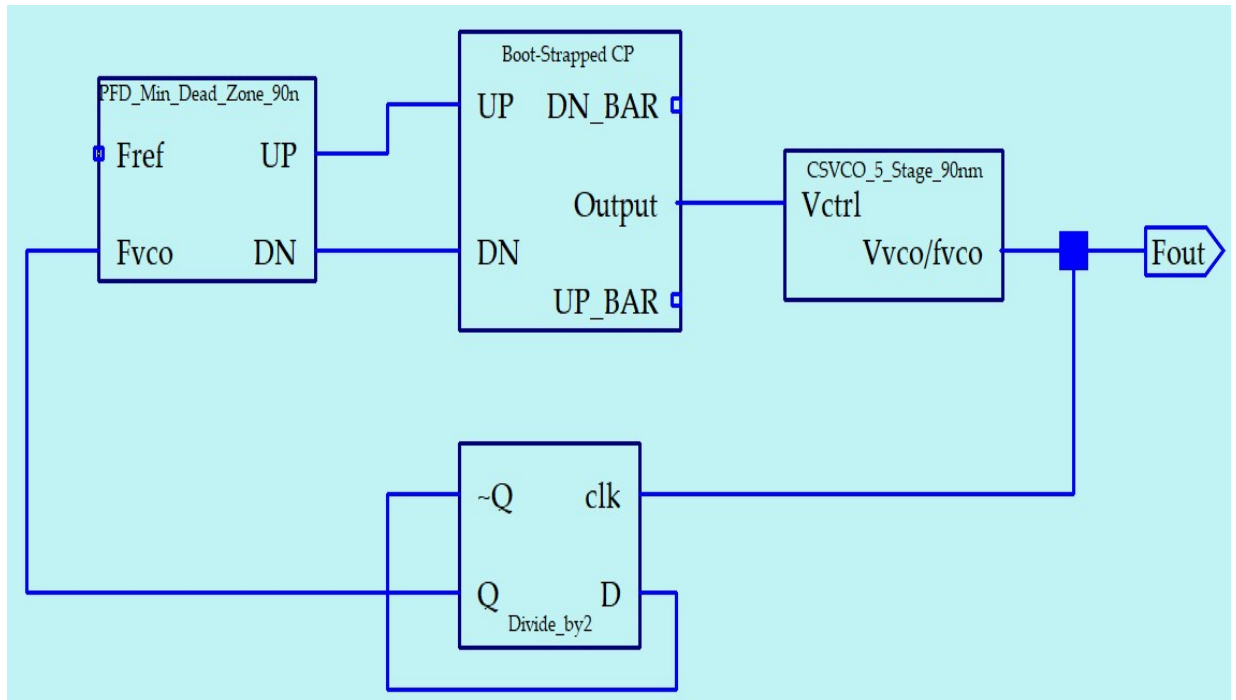 Boot-Strapped CP
PFD_Min_Dead_Zone_90n
UP DN_BAR
Fref UP
CSVCO_5_Stage_90nm
Output
Vctrl
Fvco DN
DN
Vvco/fvco
Fout
UP_BAR
~Q clk
Q D
Divide_by2